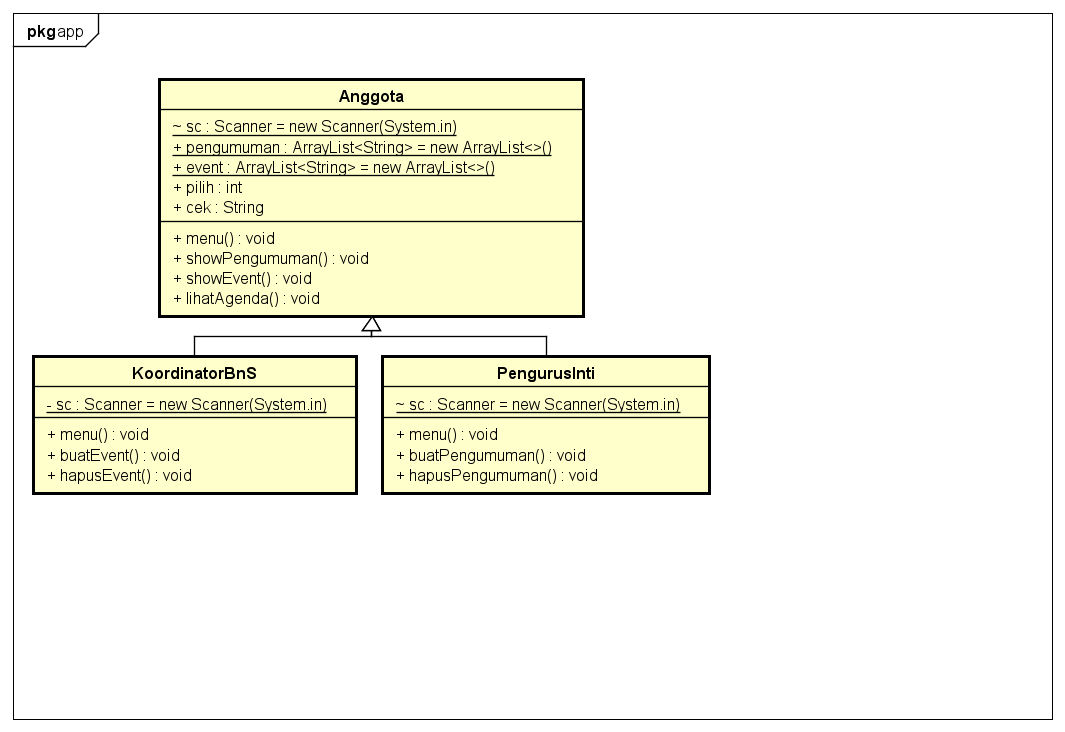 pkg app
Anggota
~ sc : Scanner = new Scanner(System.in)
+ pengumuman : ArrayList<String> = new ArrayList<>()
+ event : ArrayList<String> = new ArrayList<>()
+ pilih : int
+ cek : String
+ menu() : void
+ showPengumuman() : void
+ showEvent() : void
+ lihatAgenda() : void
KoordinatorBnS
- sc : Scanner = new Scanner(System.in)
+ menu() : void
+ buatEvent() : void
+ hapusEvent() : void
PengurusInti
~ sc : Scanner = new Scanner(System.in)
+ menu() : void
+ buatPengumuman() : void
+ hapusPengumuman() : void